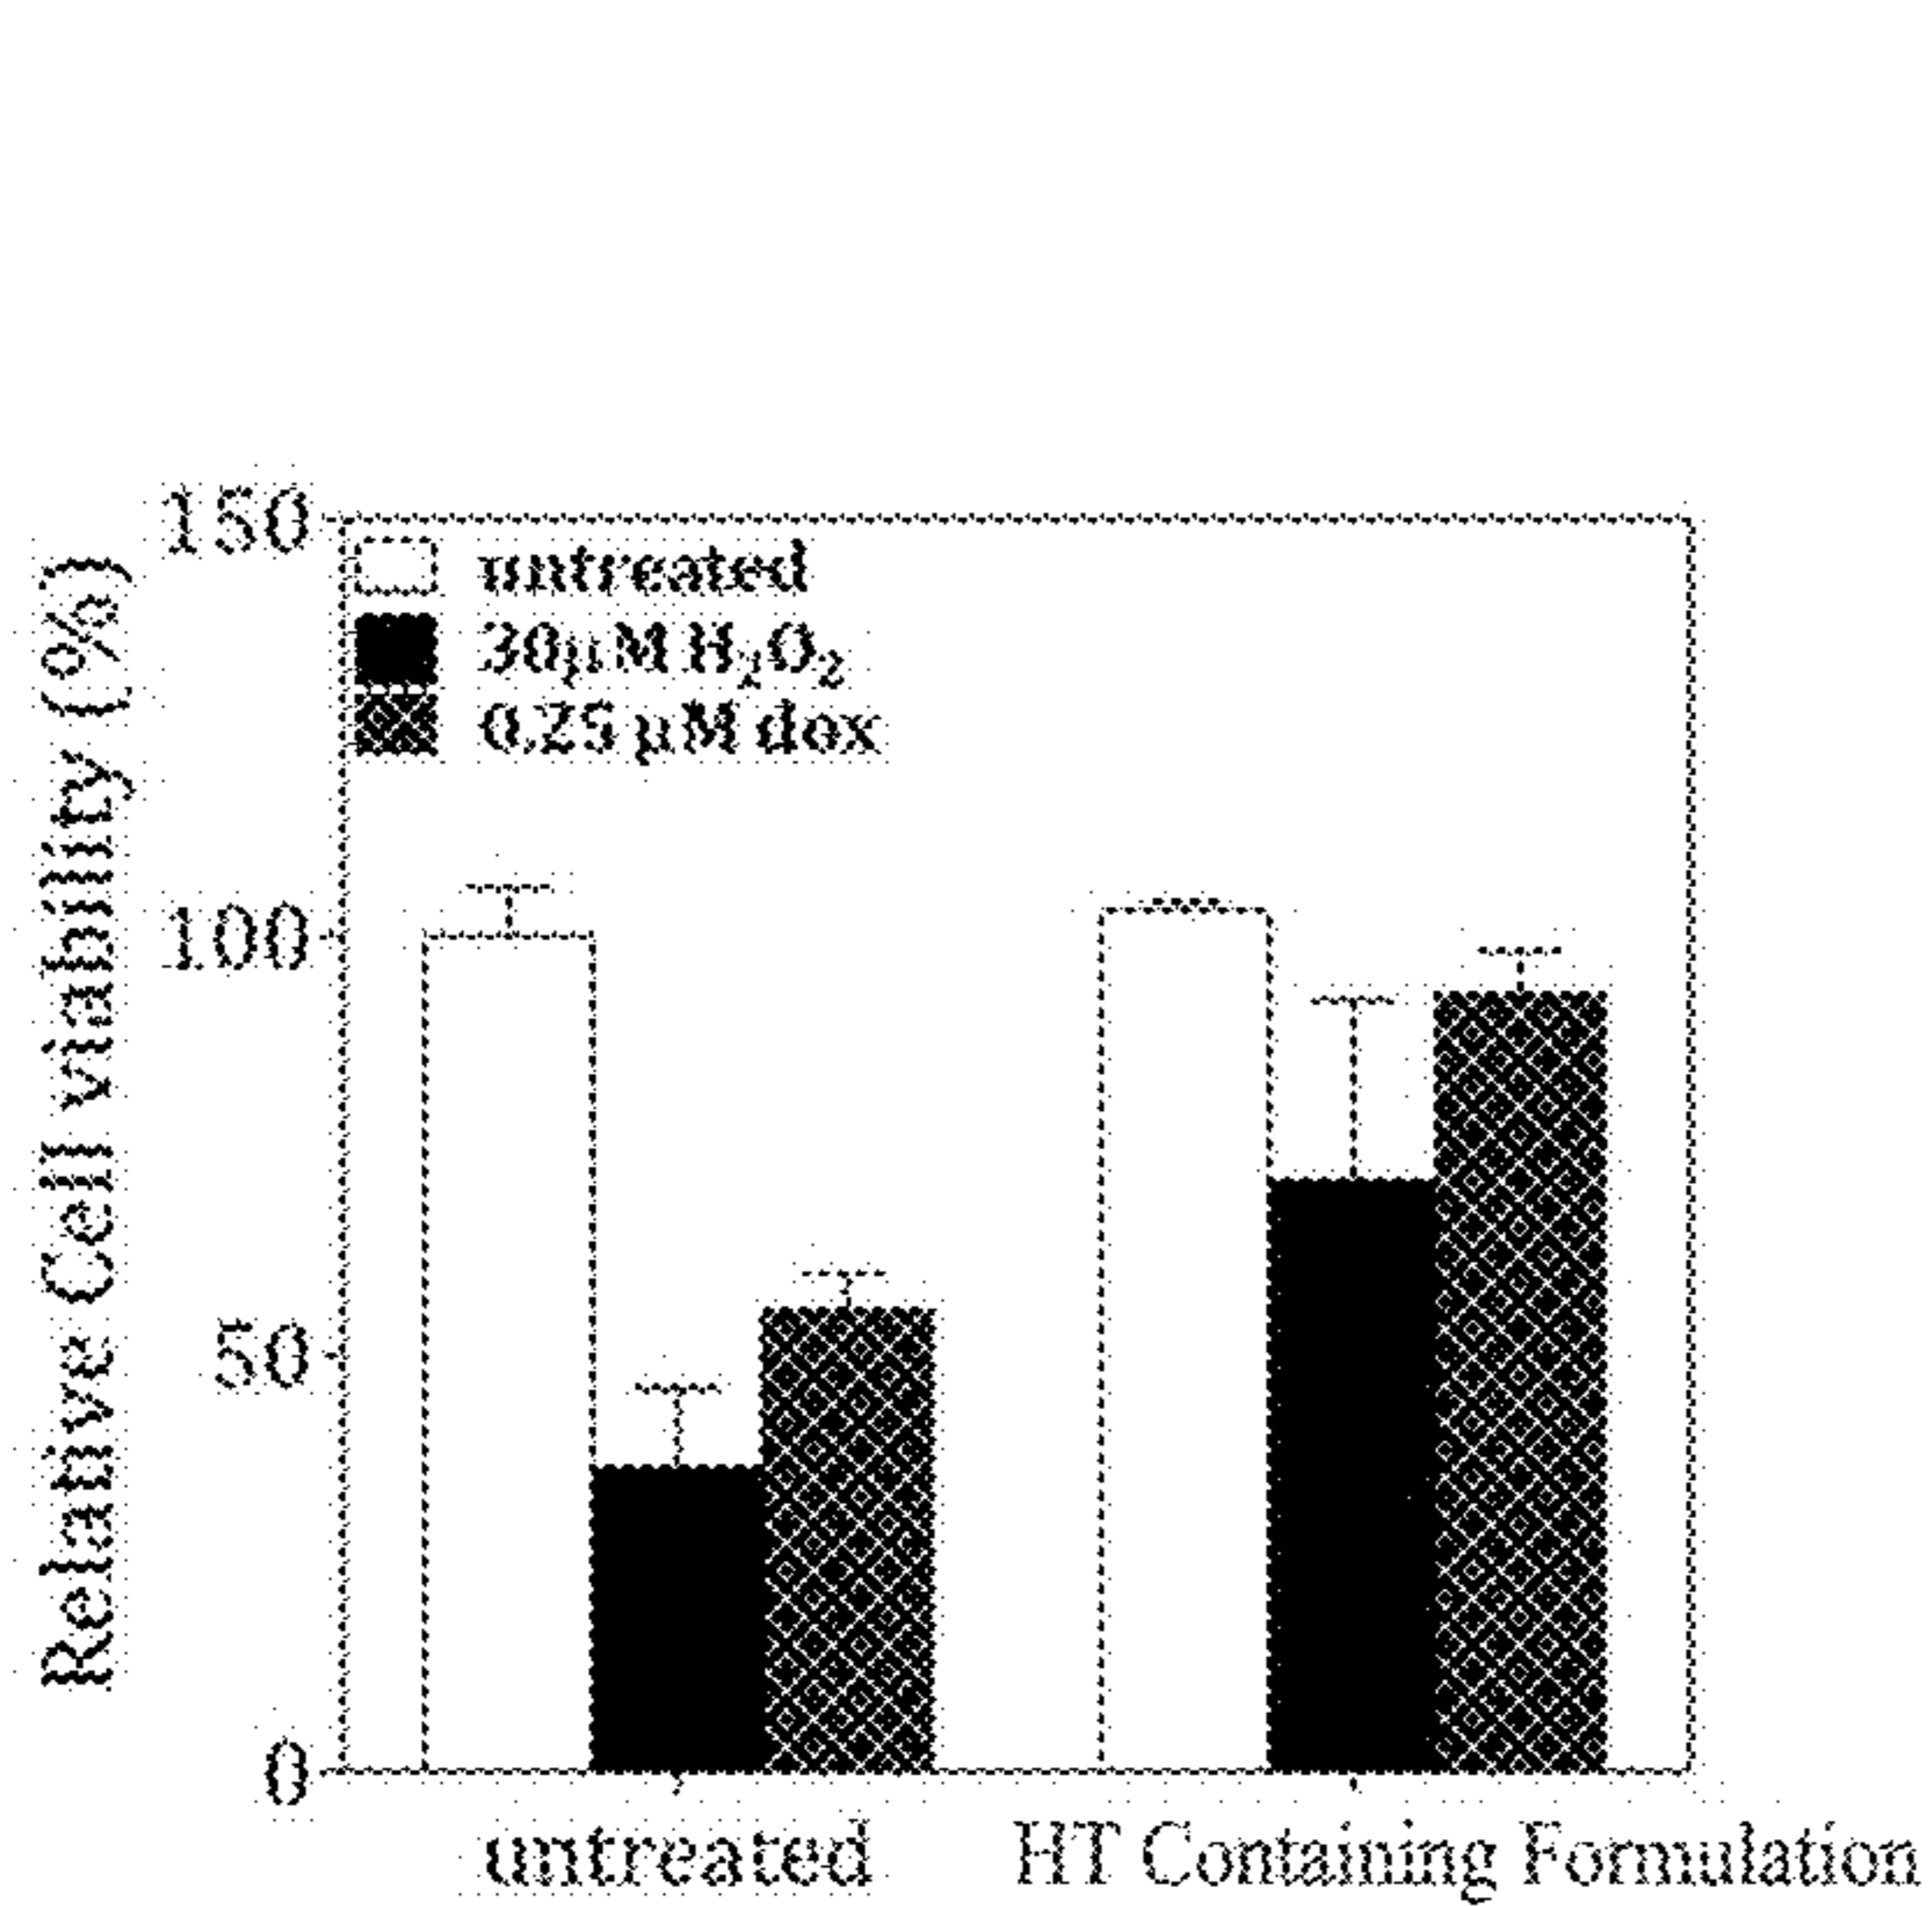 Relative Cell viability (%)
150
100
50
0
untreated
30µM H₂O₂
0.25 µM dox
untreated
HT Containing Formulation